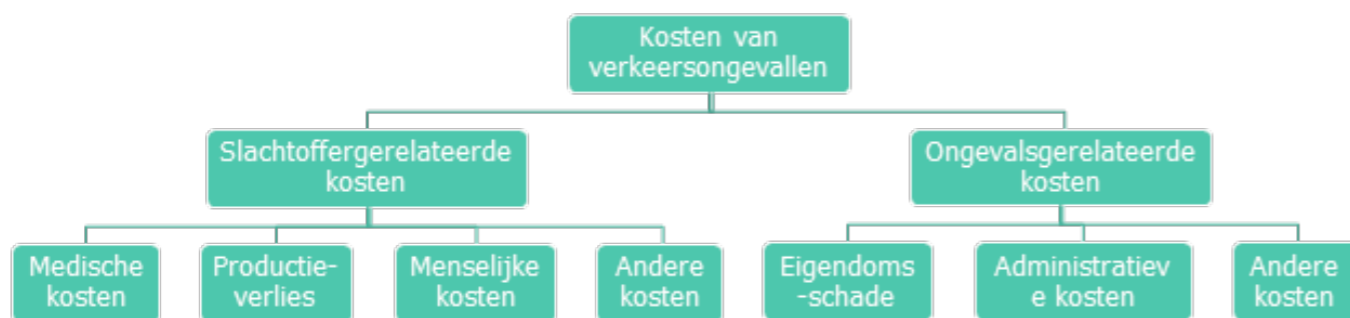 Kosten van
verkeersongevallen
Slachtoffergerelateerde
kosten
Ongevalsgerelateerde
kosten
Medische
kosten
Productie-
verlies
Menselijke
kosten
Andere
kosten
Eigendoms
-schade
Administratiev
e kosten
Andere
kosten